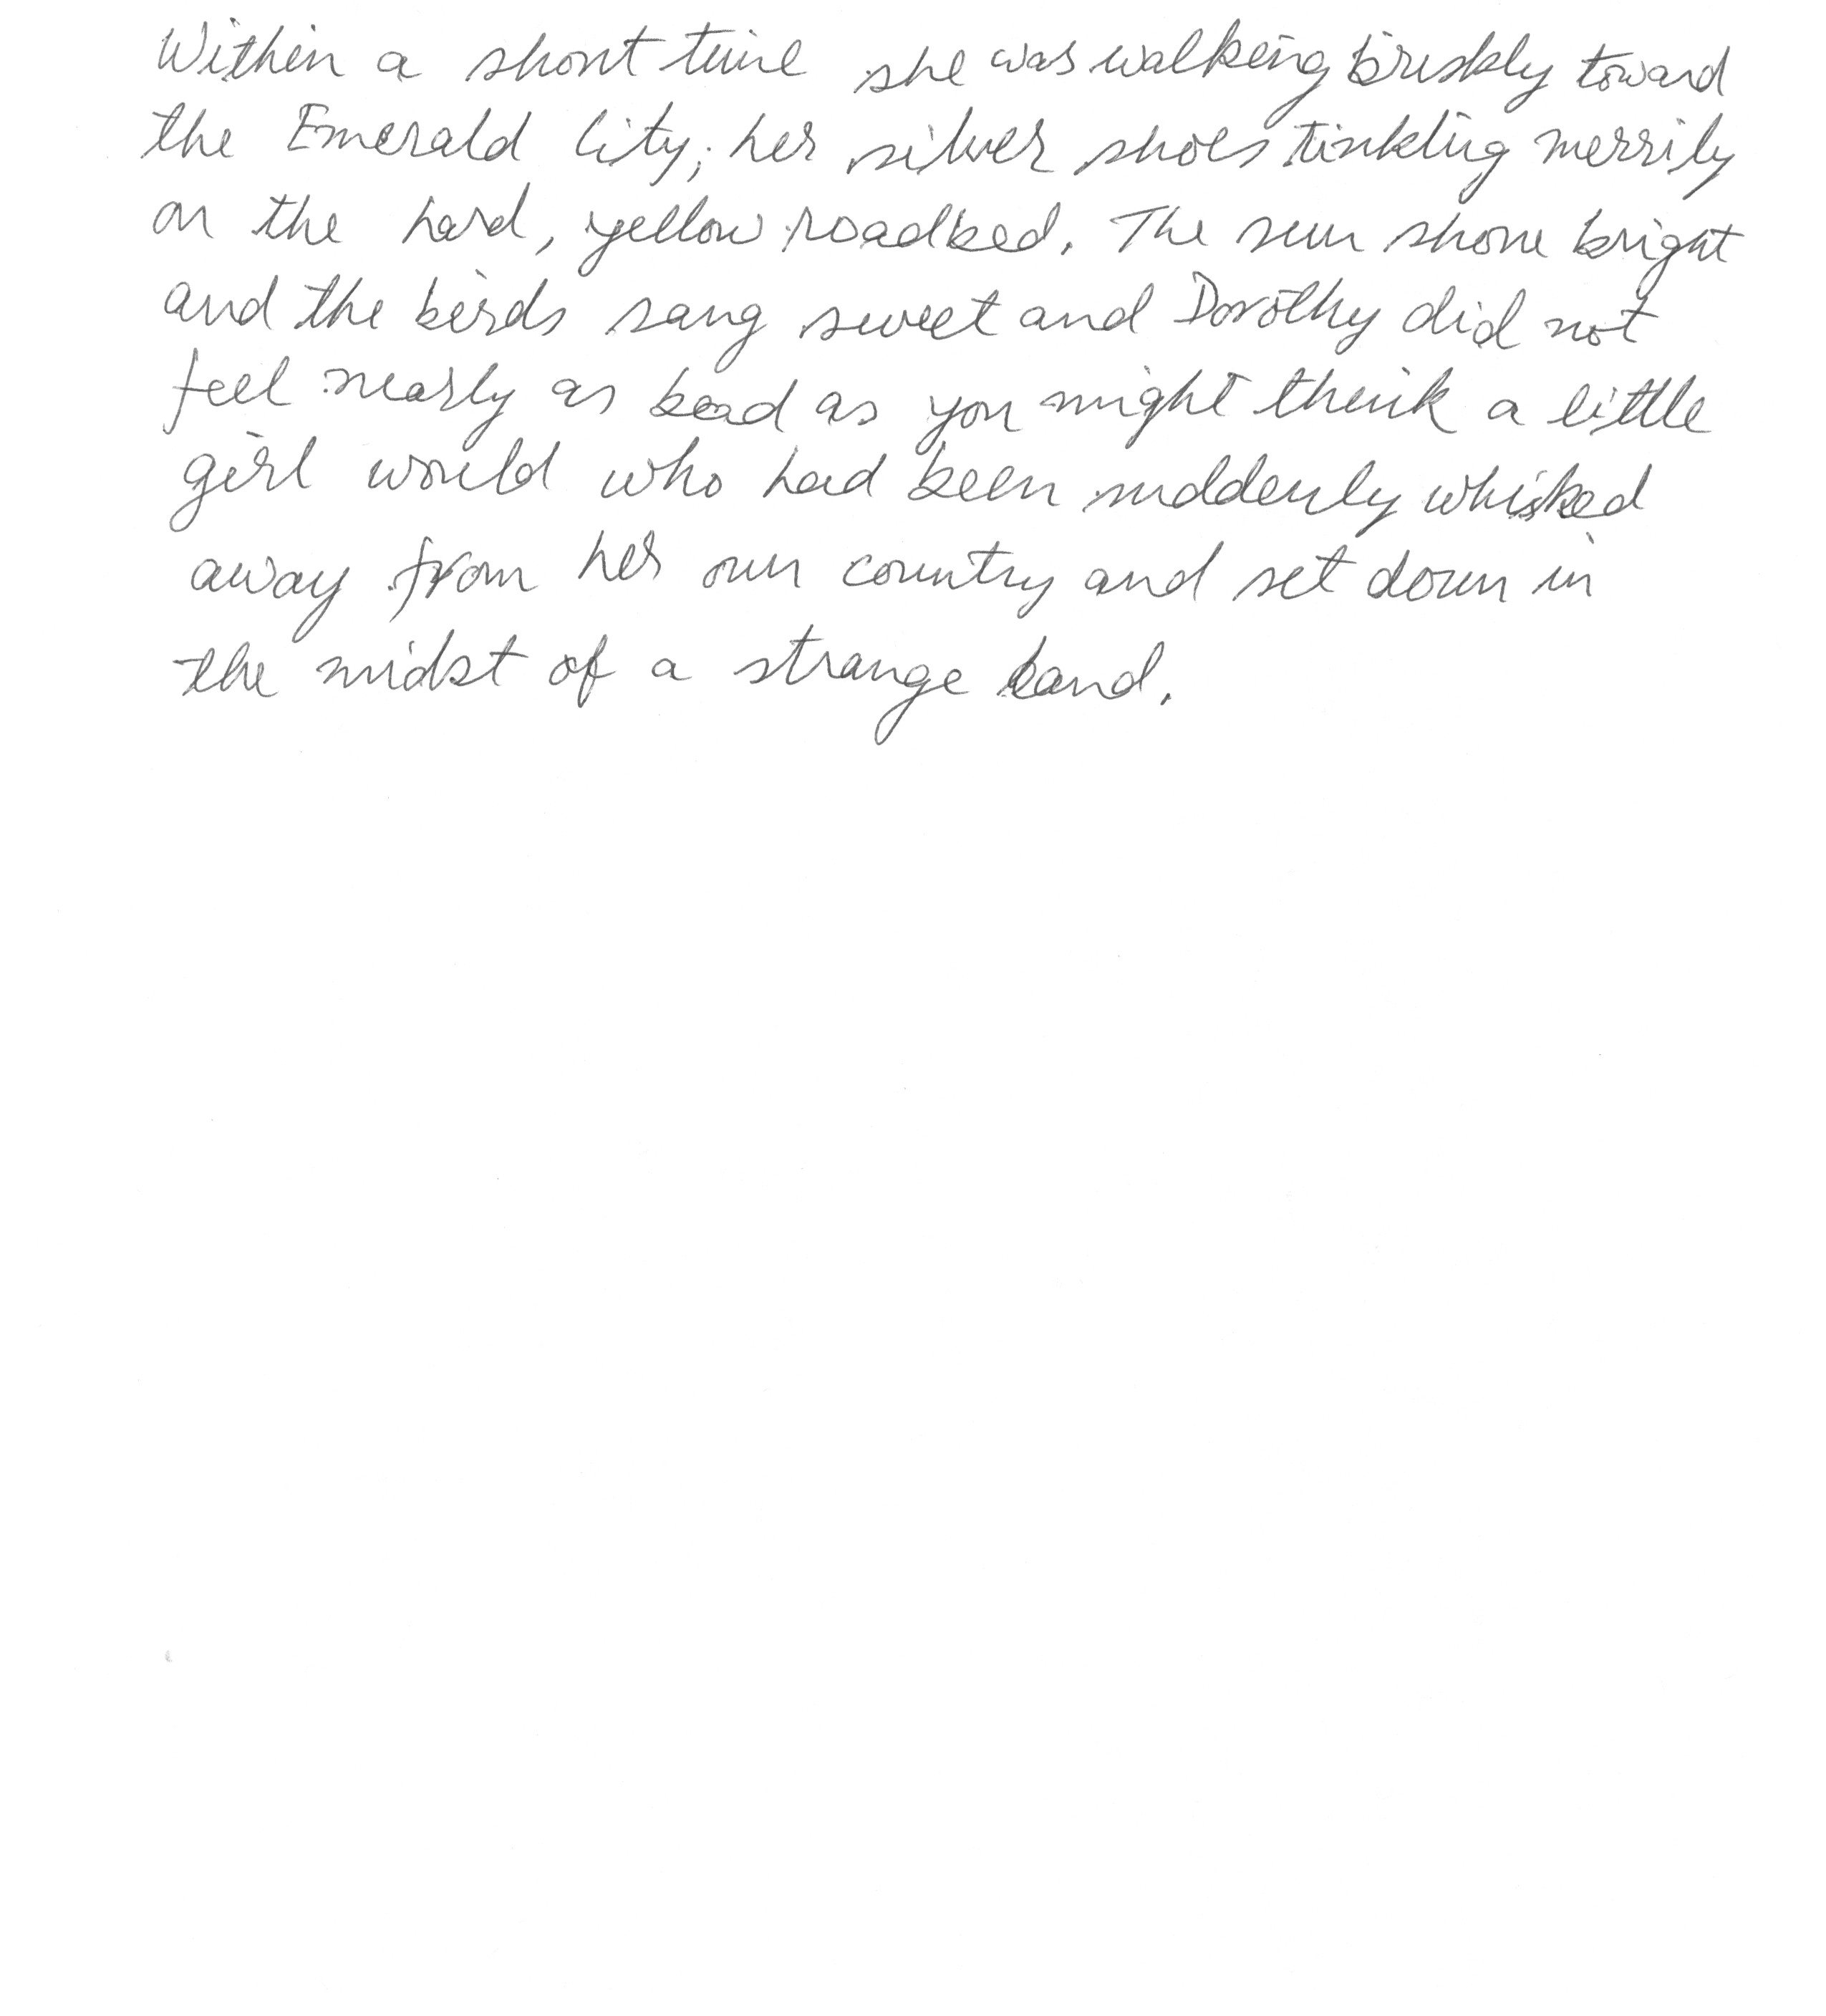 Within a short time she was walking briskly toward
the Emerald City, her silver shoes tinkling merrily
on the hard, yellow roadbed. The sun shone bright
and the birds sang sweet and Dorothy did not
feel nearly as bad as you might think a little
girl would who had been suddenly whisked
away from her own country and set down in
the midst of a strange land.